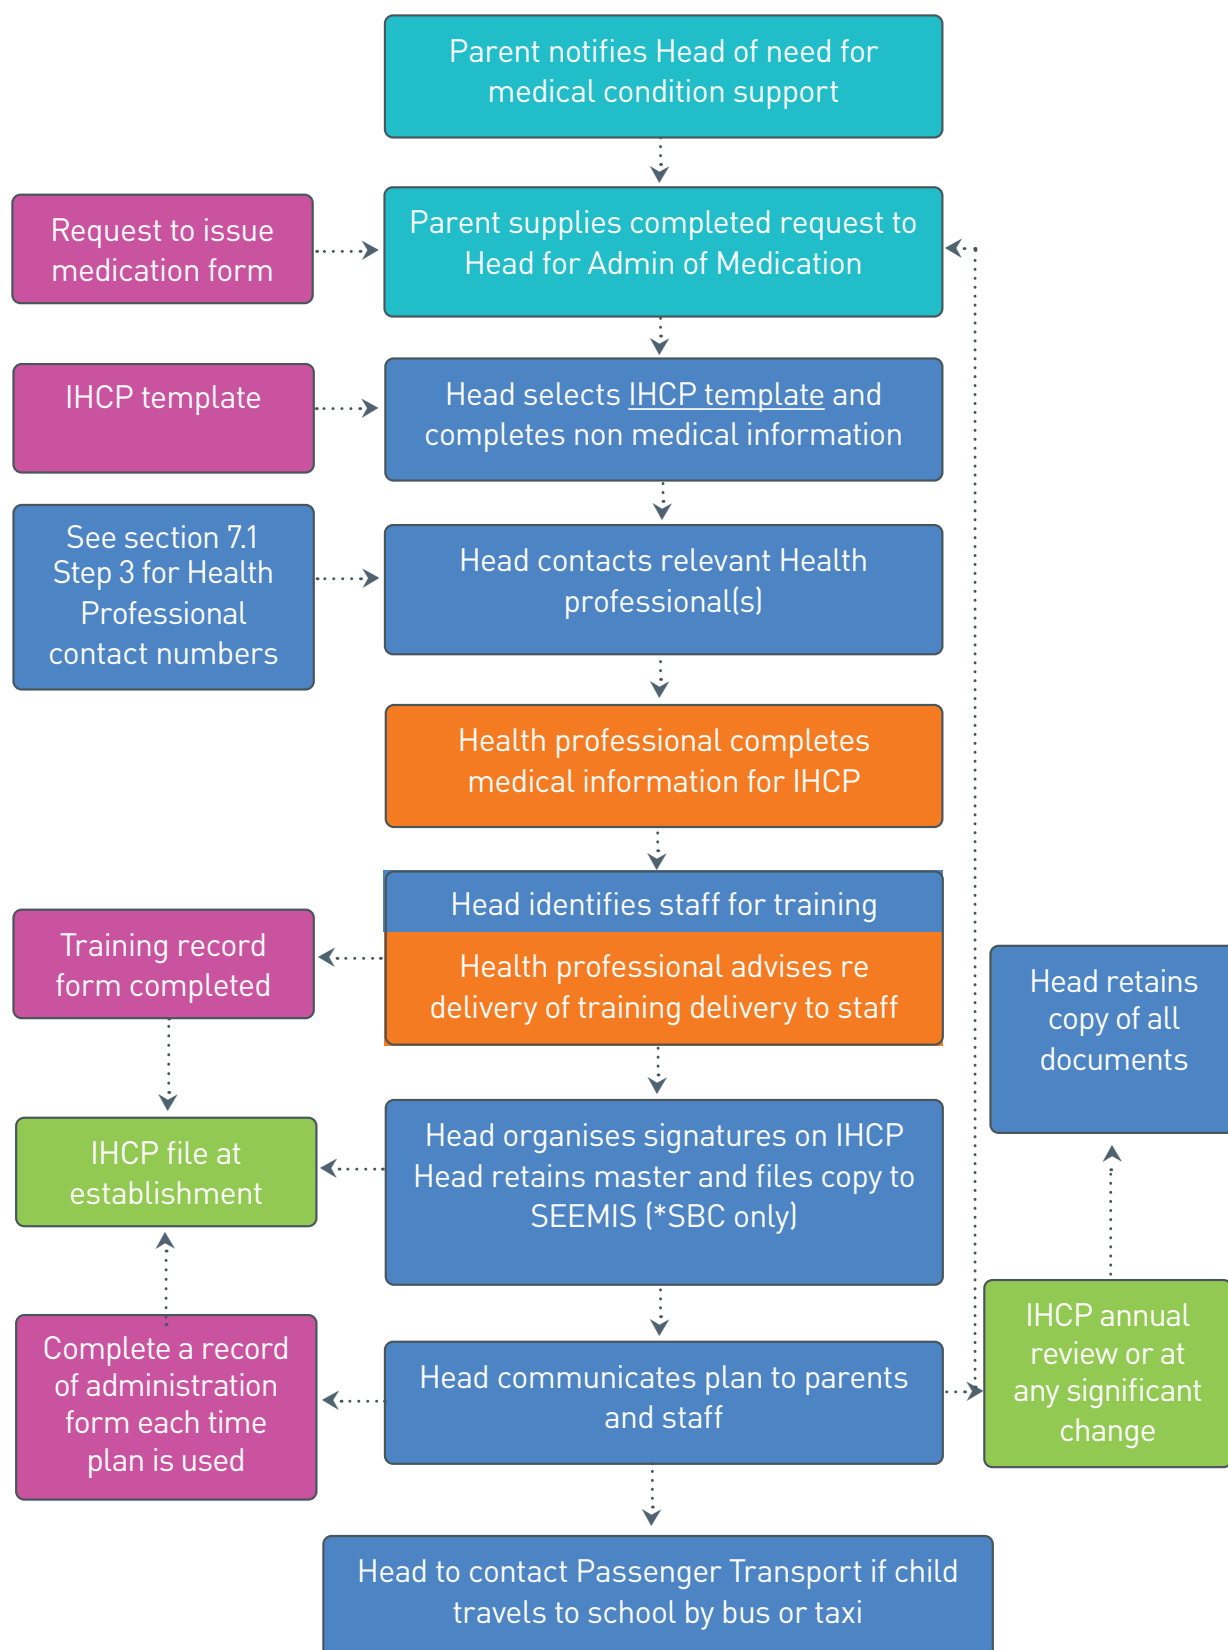 Parent notifies Head of need for
medical condition support
Request to issue
medication form
Parent supplies completed request to
Head for Admin of Medication
IHCP template
Head selects IHCP template and
completes non medical information
See section 7.1
Step 3 for Health
Professional
contact numbers
Head contacts relevant Health
professional(s)
Health professional completes
medical information for IHCP
Head identifies staff for training
Health professional advises re
delivery of training delivery to staff
Training record
form completed
Head retains
copy of all
documents
IHCP file at
establishment
Head organises signatures on IHCP
Head retains master and files copy to
SEEMIS (*SBC only)
Complete a record
of administration
form each time
plan is used
Head communicates plan to parents
and staff
IHCP annual
review or at
any significant
change
Head to contact Passenger Transport if child
travels to school by bus or taxi